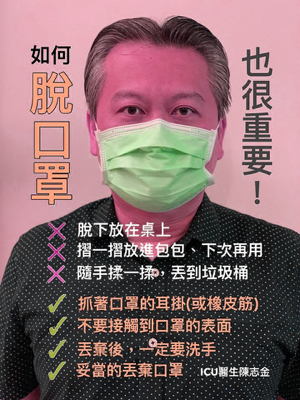 如何
脫口罩
也很重要！
脫下放在桌上
摺一摺放進包包、下次再用
隨手揉一揉，丟到垃圾桶
抓著口罩的耳掛(或橡皮筋)
不要接觸到口罩的表面
丟棄後，一定要洗手
妥當的丟棄口罩
ICU醫生陳志金